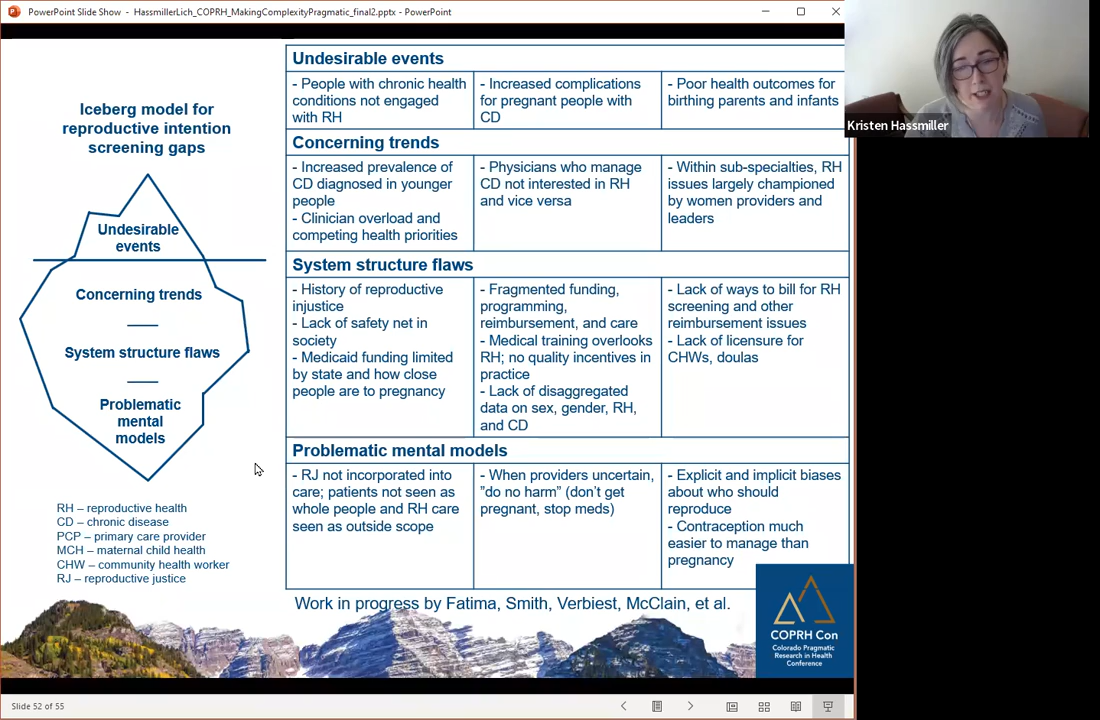 PowerPoint Slide Show - HassmillerLich_COPRH_MakingComplexityPragmatic_final2.pptx - PowerPoint
Kristen Hassmiller
Iceberg model for
reproductive intention
screening gaps
Undesirable
events
Concerning trends
System structure flaws
Problematic
mental
models
RH – reproductive health
CD – chronic disease
PCP – primary care provider
MCH – maternal child health
CHW – community health worker
RJ – reproductive justice
Undesirable events
- People with chronic health
conditions not engaged
with RH
- Increased complications
for pregnant people with
CD
- Poor health outcomes for
birthing parents and infants
Concerning trends
- Increased prevalence of
CD diagnosed in younger
people
- Clinician overload and
competing health priorities
- Physicians who manage
CD not interested in RH
and vice versa
- Within sub-specialties, RH
issues largely championed
by women providers and
leaders
System structure flaws
- History of reproductive
injustice
- Lack of safety net in
society
- Medicaid funding limited
by state and how close
people are to pregnancy
- Fragmented funding,
programming,
reimbursement, and care
- Medical training overlooks
RH; no quality incentives in
practice
- Lack of disaggregated
data on sex, gender, RH,
and CD
- Lack of ways to bill for RH
screening and other
reimbursement issues
- Lack of licensure for
CHWs, doulas
Problematic mental models
- RJ not incorporated into
care; patients not seen as
whole people and RH care
seen as outside scope
- When providers uncertain,
”do no harm” (don’t get
pregnant, stop meds)
- Explicit and implicit biases
about who should
reproduce
- Contraception much
easier to manage than
pregnancy
Work in progress by Fatima, Smith, Verbiest, McClain, et al.
COPRH Con
Colorado Pragmatic
Research in Health
Conference
Slide 52 of 55